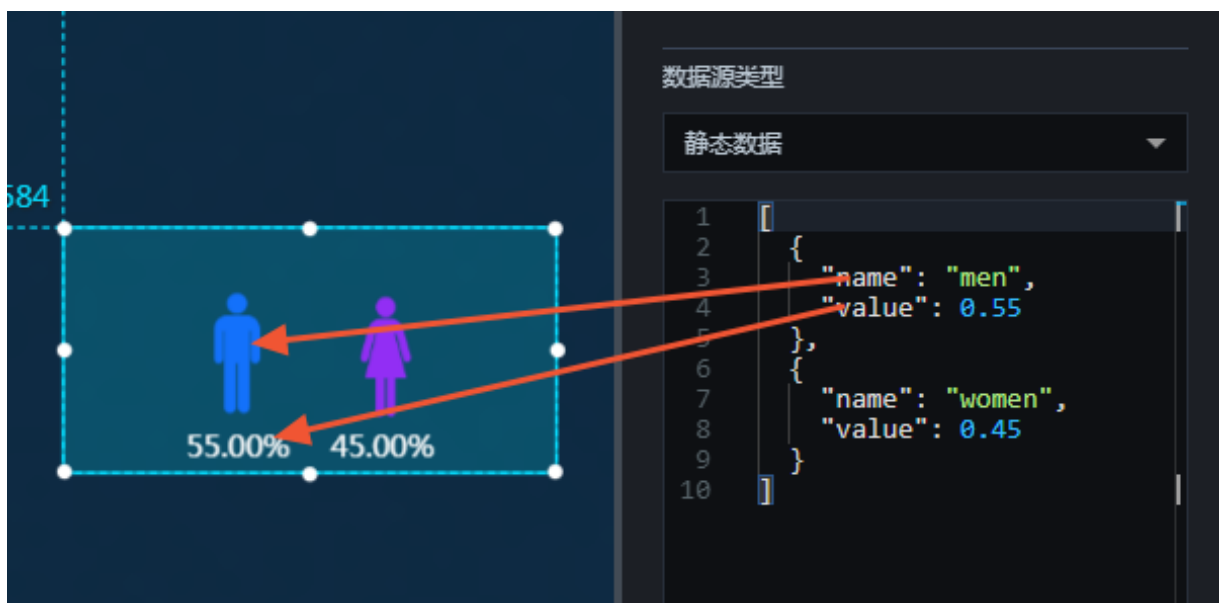 数据源类型
静态数据
584
1 [
2 {
3 "name": "men",
4 "value": 0.55
5 },
6 {
7 "name": "women",
8 "value": 0.45
9 }
10 ]
55.00% 45.00%